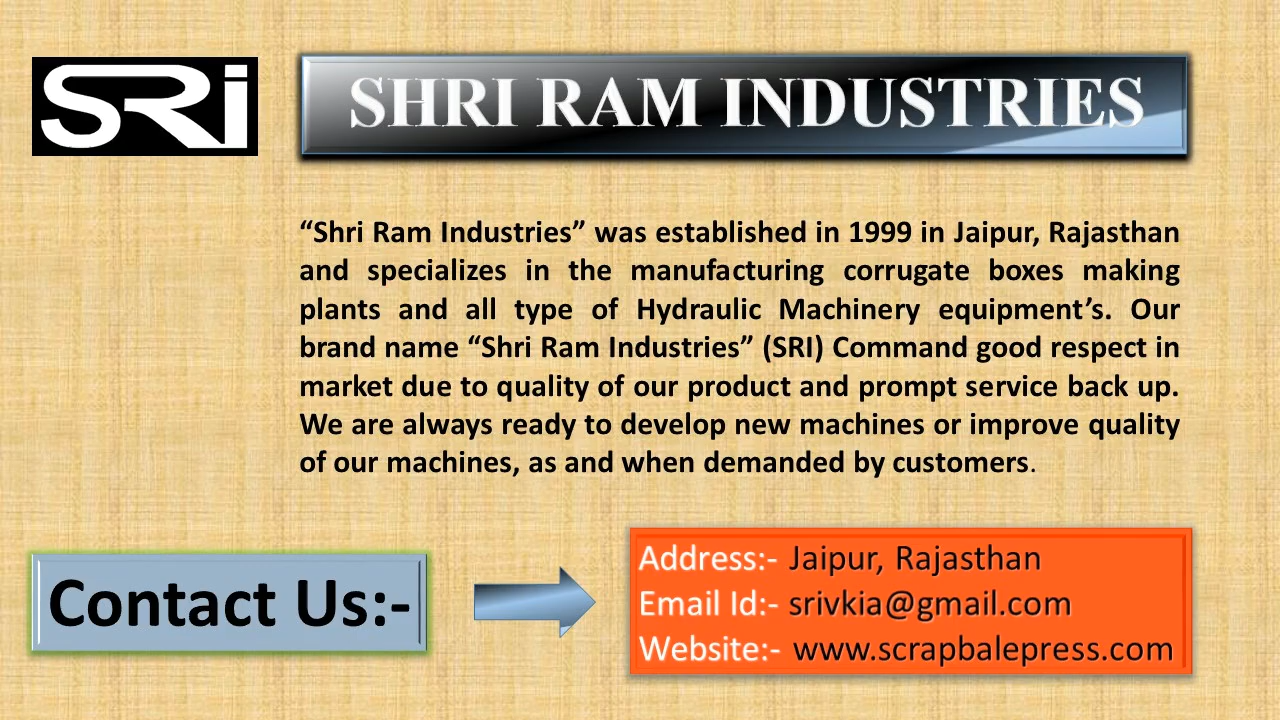 SRi
SHRI RAM INDUSTRIES
“Shri Ram Industries” was established in 1999 in Jaipur, Rajasthan
and specializes in the manufacturing corrugate boxes making
plants and all type of Hydraulic Machinery equipment’s. Our
brand name “Shri Ram Industries” (SRI) Command good respect in
market due to quality of our product and prompt service back up.
We are always ready to develop new machines or improve quality
of our machines, as and when demanded by customers.
Contact Us:-
Address:- Jaipur, Rajasthan
Email Id:- srivkia@gmail.com
Website:- www.scrapbalepress.com